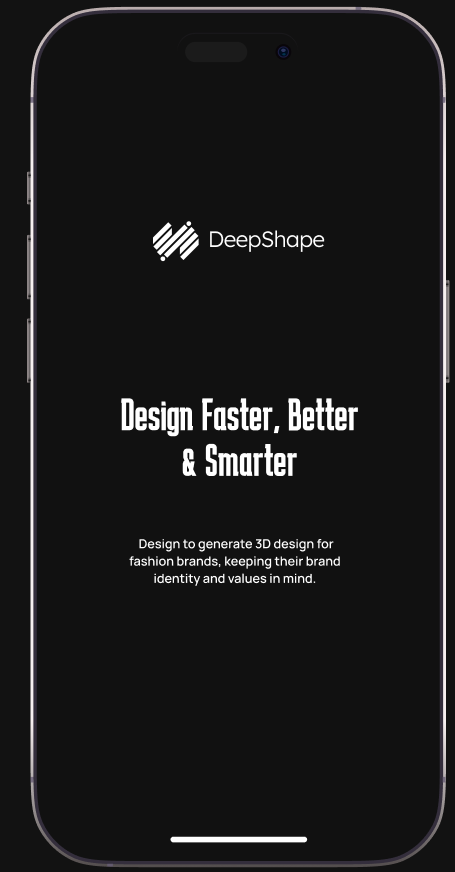 DeepShape
Design Faster, Better
& Smarter
Design to generate 3D design for
fashion brands, keeping their brand
identity and values in mind.